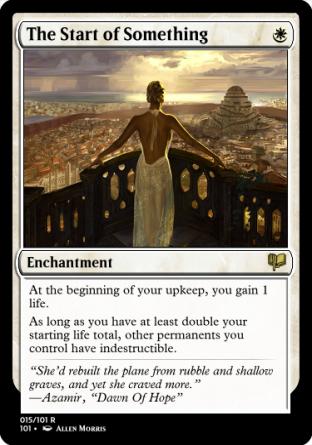 The Start of Something
Enchantment
At the beginning of your upkeep, you gain 1
life.
As long as you have at least double your
starting life total, other permanents you
control have indestructible.
“She’d rebuilt the plane from rubble and shallow
graves, and yet she craved more.”
—Azamir, “Dawn Of Hope”
015/101 R
101 • Allen Morris